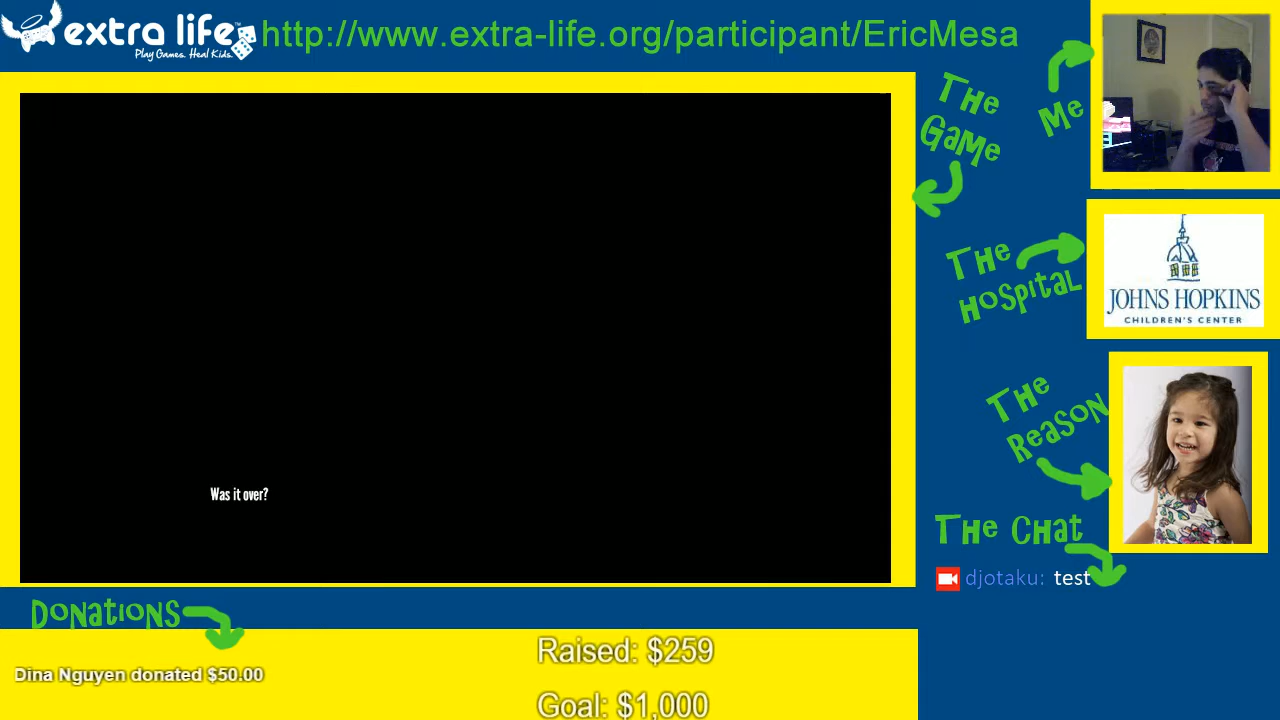 extra life
Play Games. Heal Kids.
http://www.extra-life.org/participant/EricMesa
The Game
Me
Was it over?
The Hospital
JOHNS HOPKINS
CHILDREN'S CENTER
The Reason
The Chat
djotaku: test
Donations
Dina Nguyen donated $50.00
Raised: $259
Goal: $1,000